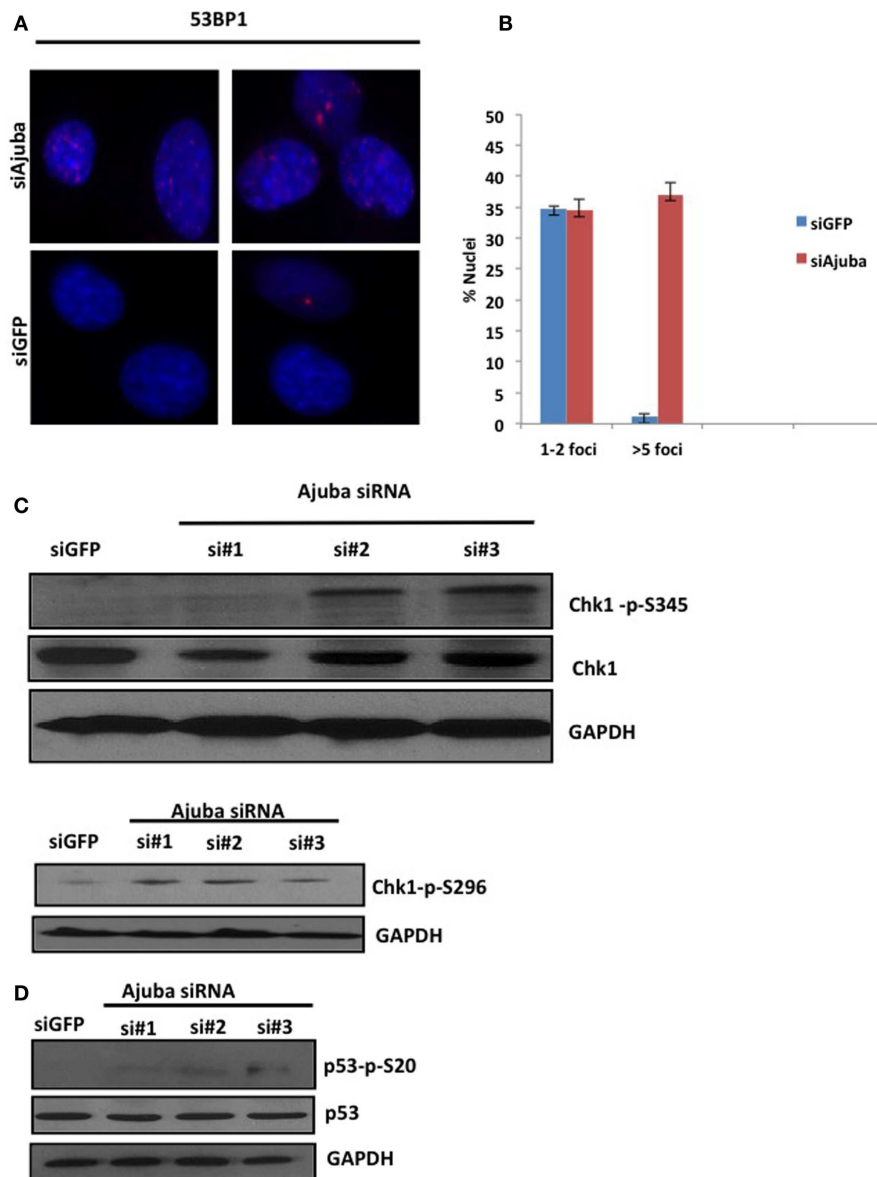 A
53BP1
siAjuba
siGFP
B
50
45
40
35
30
25
20
15
10
5
0
% Nuclei
1-2 foci >5 foci
siGFP
siAjuba
C
Ajuba siRNA
siGFP si#1 si#2 si#3
Chk1 -p-S345
Chk1
GAPDH
Ajuba siRNA
siGFP si#1 si#2 si#3
Chk1-p-S296
GAPDH
D
Ajuba siRNA
siGFP si#1 si#2 si#3
p53-p-S20
p53
GAPDH